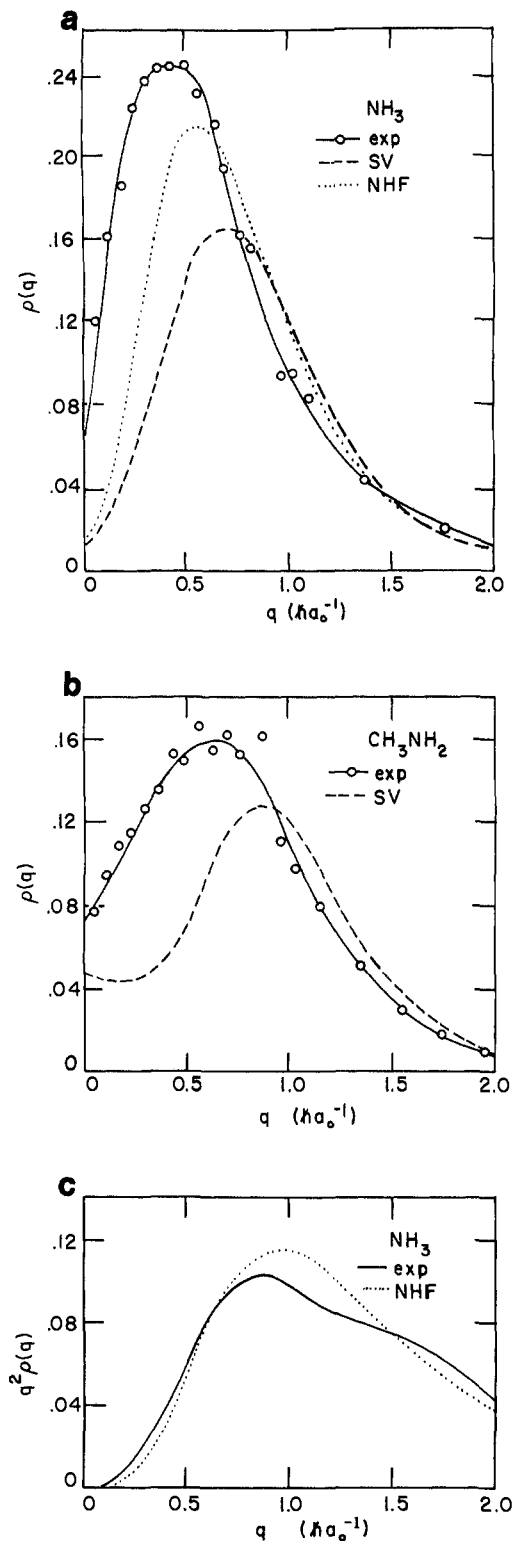 a
.24
.20
.16
.12
.08
.04
0
ρ(q)
NH₃
exp
SV
NHF
0 0.5 1.0 1.5 2.0
q (ħa₀⁻¹)
b
.16
.12
.08
.04
0
ρ(q)
CH₃NH₂
exp
SV
0 0.5 1.0 1.5 2.0
q (ħa₀⁻¹)
c
.12
.08
.04
0
q²ρ(q)
NH₃
exp
NHF
0 0.5 1.0 1.5 2.0
q (ħa₀⁻¹)